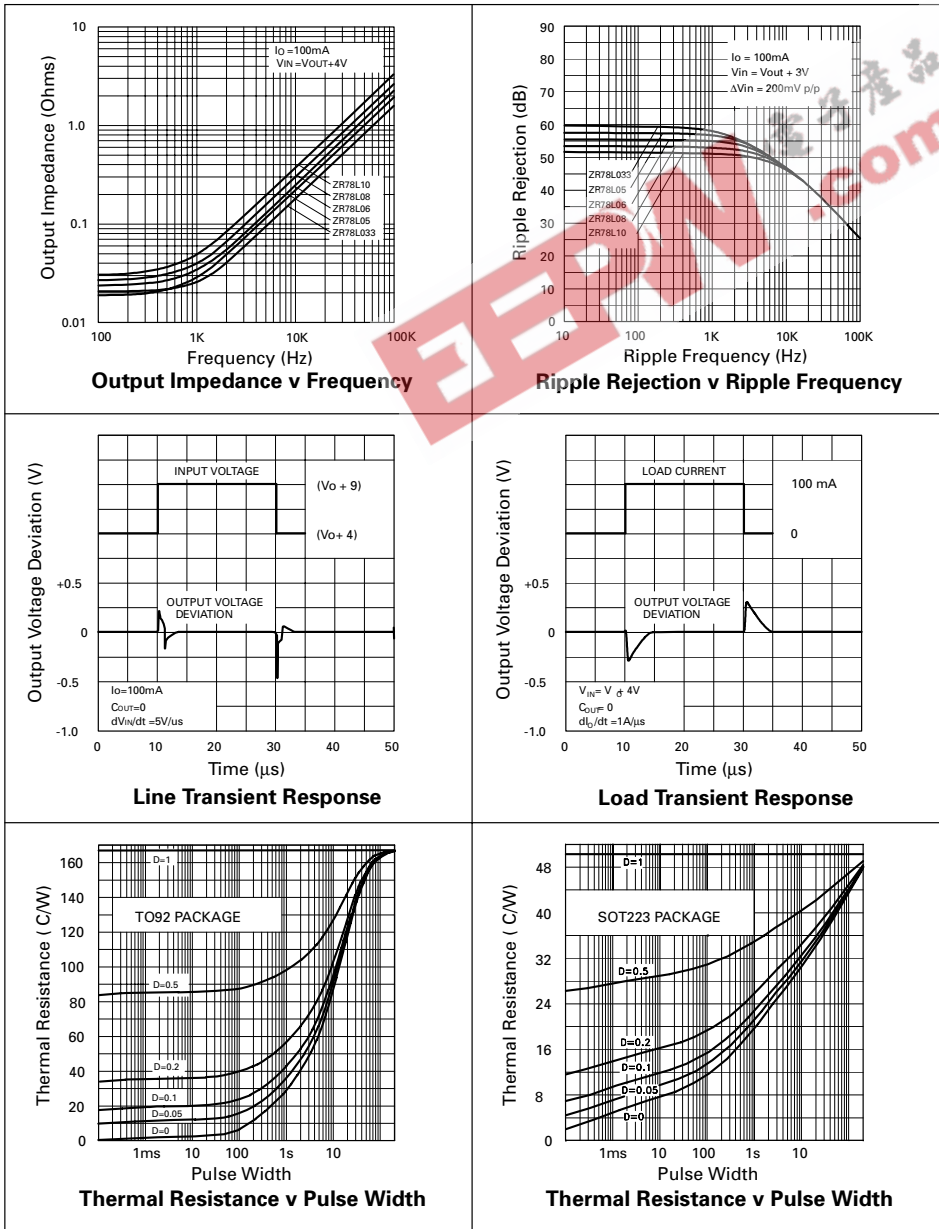 10
1.0
0.1
0.01
Output Impedance (Ohms)
IO =100mA
VIN =VOUT+4V
ZR78L10
ZR78L08
ZR78L06
ZR78L05
ZR78L033
100 1K 10K 100K
Frequency (Hz)
Output Impedance v Frequency
90
80
70
60
50
40
30
20
10
0
Ripple Rejection (dB)
Io = 100mA
Vin = Vout + 3V
ΔVin = 200mV p/p
ZR78L033
ZR78L05
ZR78L06
ZR78L08
ZR78L10
10 100 1K 10K 100K
Ripple Frequency (Hz)
Ripple Rejection v Ripple Frequency
EEPW .com
電子產品
Output Voltage Deviation (V)
INPUT VOLTAGE
(Vo + 9)
(Vo+ 4)
+0.5
0
-0.5
-1.0
OUTPUT VOLTAGE
DEVIATION
Io=100mA
COUT=0
dVIN/dt =5V/us
0 10 20 30 40 50
Time (µs)
Line Transient Response
Output Voltage Deviation (V)
LOAD CURRENT
100 mA
0
+0.5
0
-0.5
-1.0
OUTPUT VOLTAGE
DEVIATION
VIN= V O+ 4V
COUT= 0
dIO/dt =1A/µs
0 10 20 30 40 50
Time (µs)
Load Transient Response
160
140
120
100
80
60
40
20
0
Thermal Resistance ( C/W)
D=1
TO92 PACKAGE
D=0.5
D=0.2
D=0.1
D=0.05
D=0
1ms 10 100 1s 10
Pulse Width
Thermal Resistance v Pulse Width
48
40
32
24
16
8
0
Thermal Resistance ( C/W)
D=1
SOT223 PACKAGE
D=0.5
D=0.2
D=0.1
D=0.05
D=0
1ms 10 100 1s 10
Pulse Width
Thermal Resistance v Pulse Width